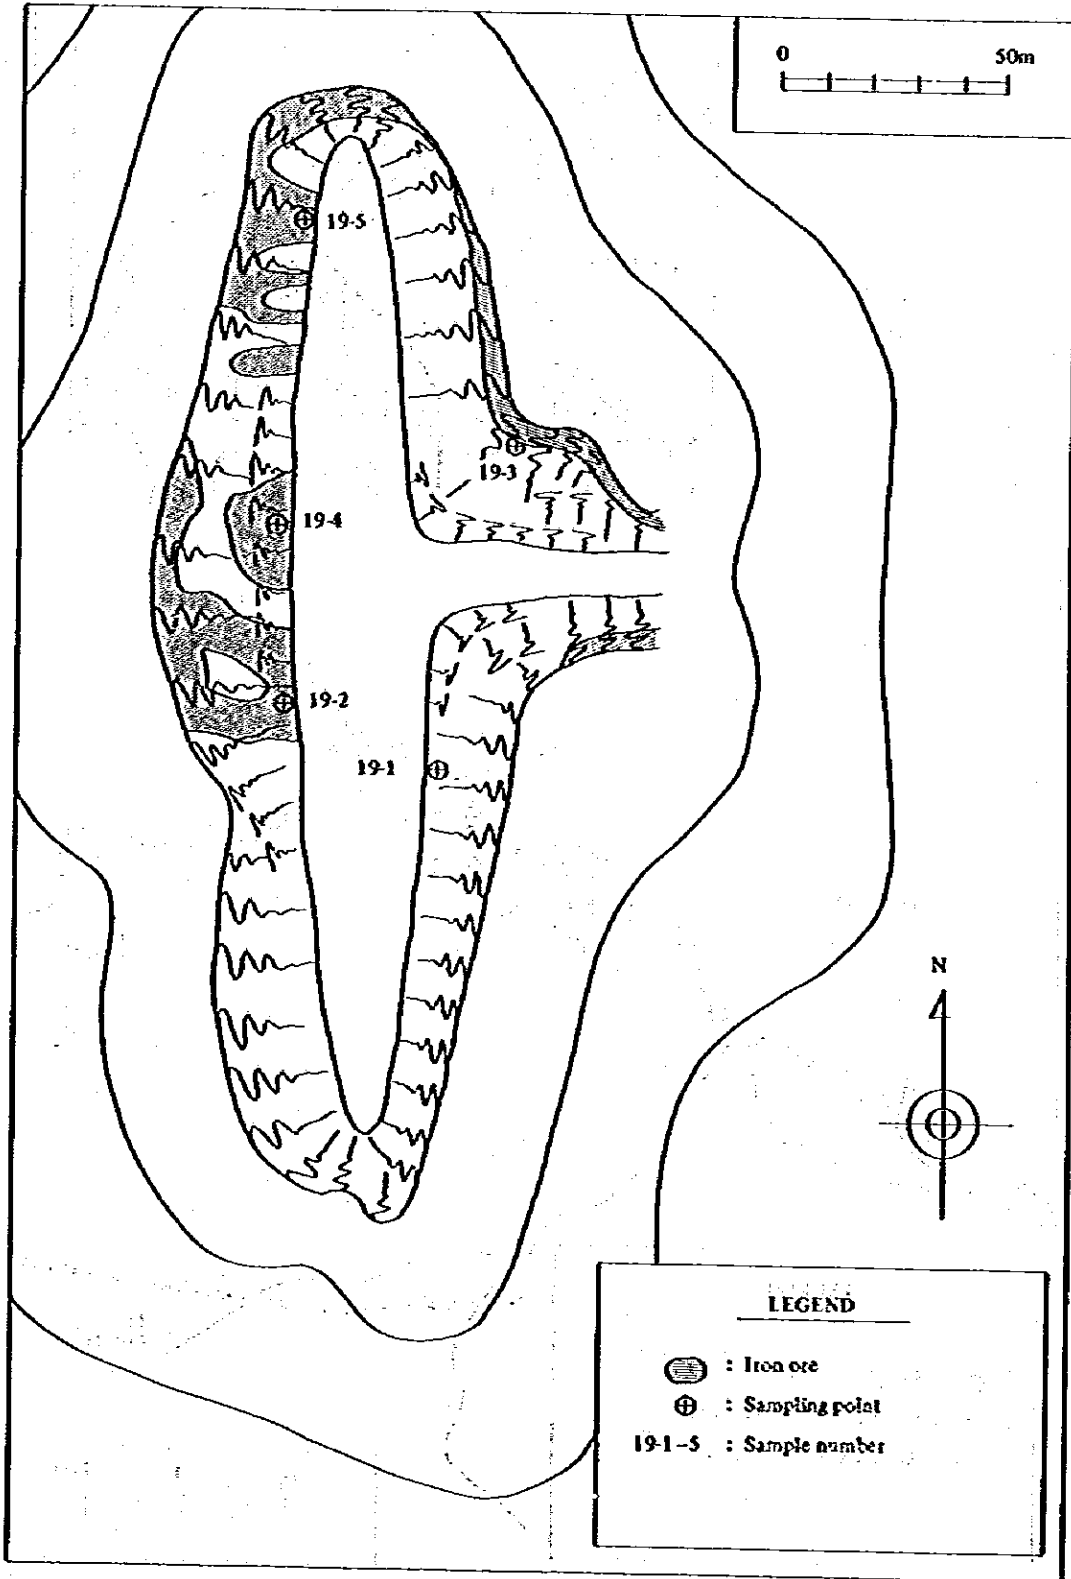 0 50m
19-5
19-3
19-4
19-2
19-1
N
LEGEND
: Iron ore
: Sampling point
19-1-5 : Sample number